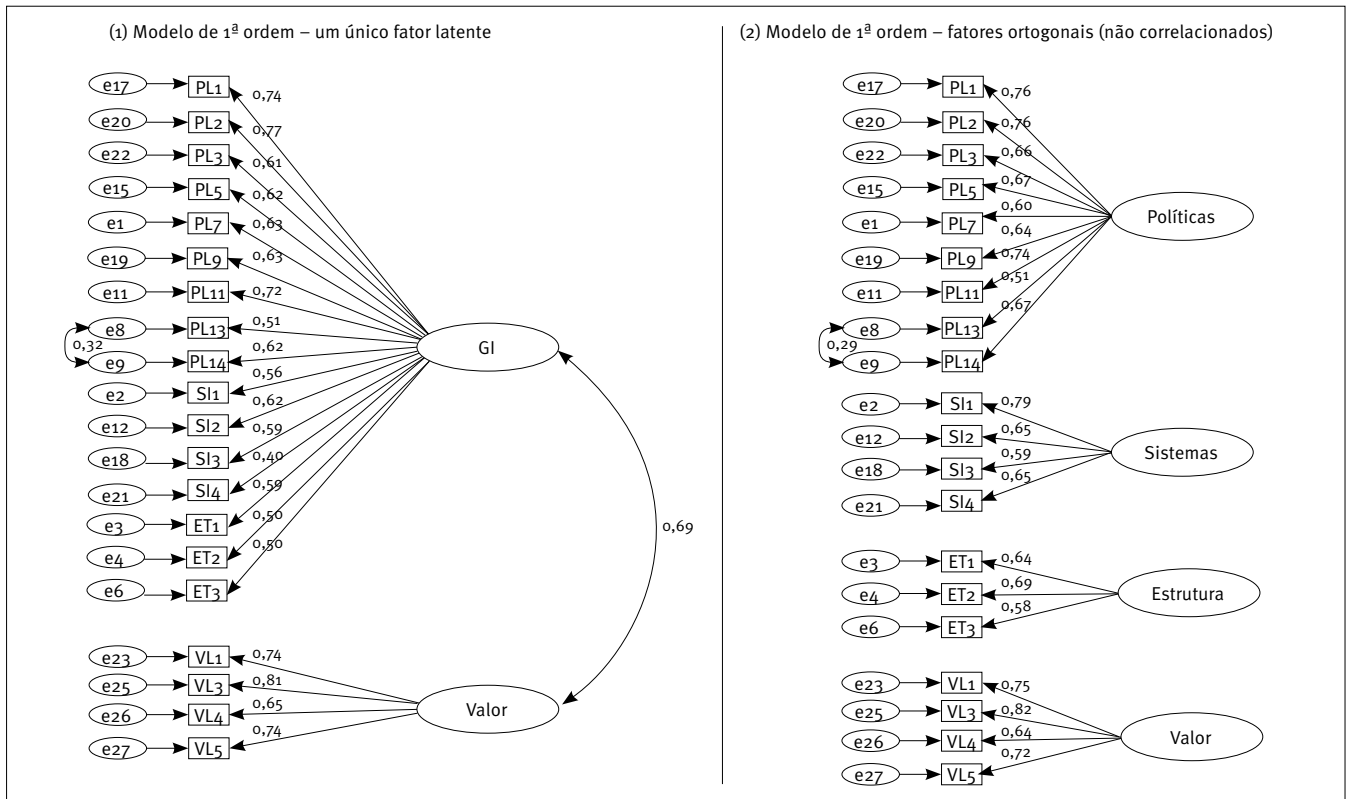 (1) Modelo de 1ª ordem – um único fator latente
e17 PL1 0,74
e20 PL2 0,77
e22 PL3 0,61
e15 PL5 0,62
e1 PL7 0,63
e19 PL9 0,63
e11 PL11 0,72
e8 PL13 0,51
0,32
e9 PL14 0,62
GI
e2 SI1 0,56
e12 SI2 0,62
e18 SI3 0,59
e21 SI4 0,40
e3 ET1 0,59
e4 ET2 0,50
e6 ET3 0,50
0,69
e23 VL1 0,74
e25 VL3 0,81
e26 VL4 0,65
e27 VL5 0,74
Valor
(2) Modelo de 1ª ordem – fatores ortogonais (não correlacionados)
e17 PL1 0,76
e20 PL2 0,76
e22 PL3 0,66
e15 PL5 0,67
e1 PL7 0,60
e19 PL9 0,64
e11 PL11 0,74
e8 PL13 0,51
0,29
e9 PL14 0,67
Políticas
e2 SI1 0,79
e12 SI2 0,65
e18 SI3 0,59
e21 SI4 0,65
Sistemas
e3 ET1 0,64
e4 ET2 0,69
e6 ET3 0,58
Estrutura
e23 VL1 0,75
e25 VL3 0,82
e26 VL4 0,64
e27 VL5 0,72
Valor